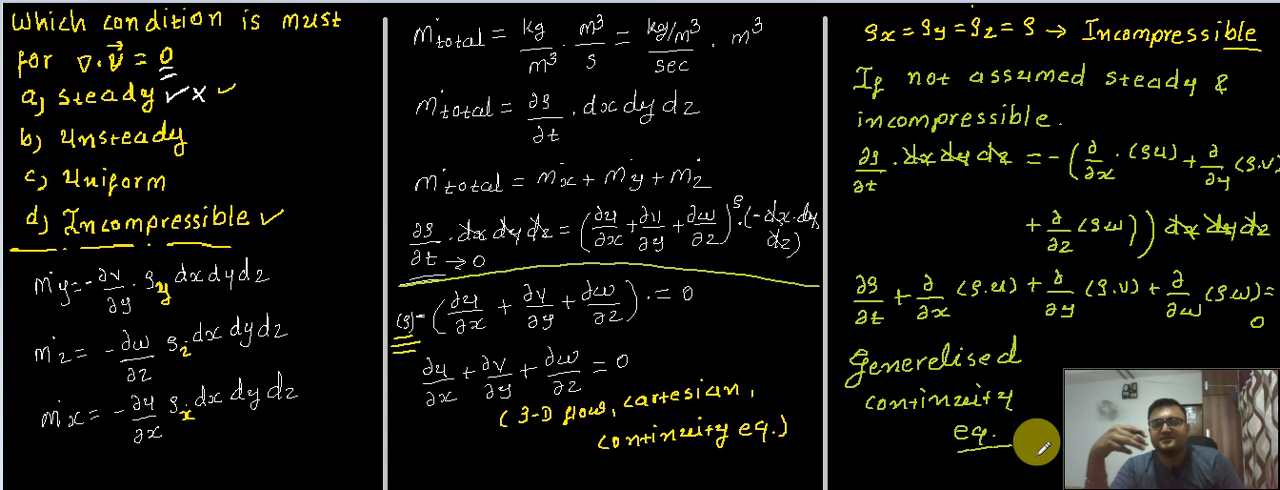 Which condition is must
for ∇·v⃗ = 0
a) steady ✓ x ✓
b) Unsteady
c) Uniform
d) Incompressible ✓
ṁy = -∂v/∂y · ρy dx dy dz
ṁz = -∂w/∂z ρz dx dy dz
ṁx = -∂u/∂x ρx dx dy dz
ṁtotal = kg/m³ · m³/s = kg/m³/sec · m³
ṁtotal = ∂ρ/∂t · dx dy dz
ṁtotal = ṁx + ṁy + ṁz
∂ρ/∂t · dx dy dz = (∂u/∂x + ∂v/∂y + ∂w/∂z) ρ · (-dx · dy
dz)
→ 0
(ρ) - (∂u/∂x + ∂v/∂y + ∂w/∂z) · = 0
∂u/∂x + ∂v/∂y + ∂w/∂z = 0
(3-D flow, cartesian,
continuity eq.)
ρx = ρy = ρz = ρ → Incompressible
If not assumed steady &
incompressible.
∂ρ/∂t · dx dy dz = -(∂/∂x · (ρu) + ∂/∂y (ρ.v)
+ ∂/∂z (ρw)) dx dy dz
∂ρ/∂t + ∂/∂x (ρ.u) + ∂/∂y (ρ.v) + ∂/∂w (ρ.w) =
0
Generelised
continuity
eq.